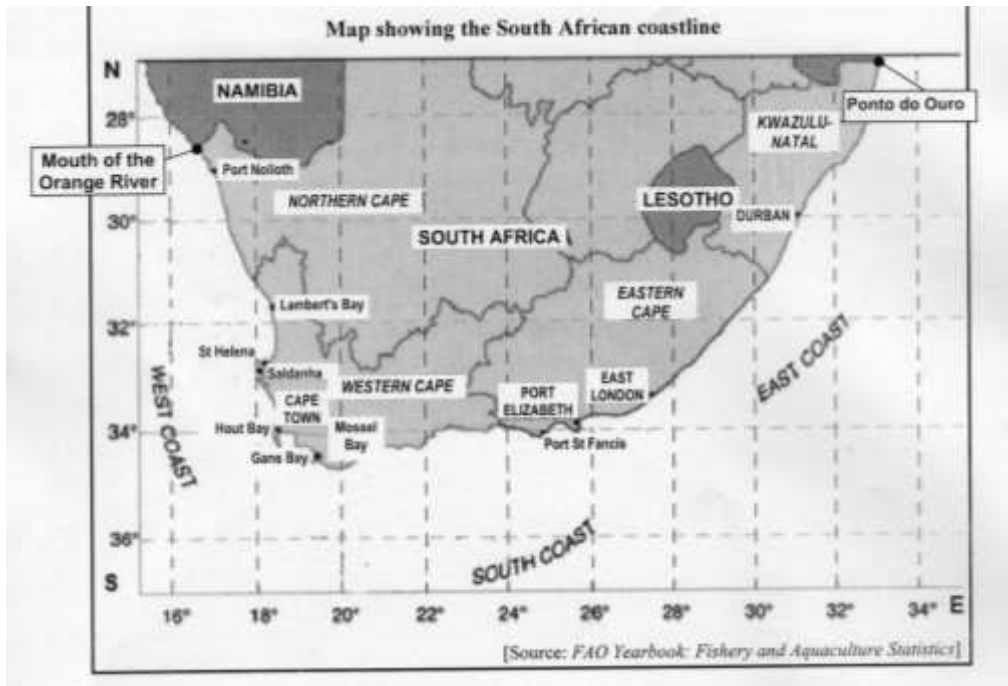 Map showing the South African coastline
N
NAMIBIA
28°
Ponto do Ouro
KWAZULU-
NATAL
Mouth of the
Orange River
Port Nolloth
NORTHERN CAPE
LESOTHO
DURBAN
30°
SOUTH AFRICA
EASTERN
CAPE
Lambert's Bay
32°
St Helena
Saldanha
WEST COAST
EAST COAST
WESTERN CAPE
EAST
LONDON
PORT
ELIZABETH
CAPE
TOWN
Hout Bay
Mossel
Bay
34°
Port St Fancis
Gans Bay
36°
SOUTH COAST
S
16°
18°
20°
22°
24°
26°
28°
30°
32°
34°
E
[Source: FAO Yearbook: Fishery and Aquaculture Statistics]